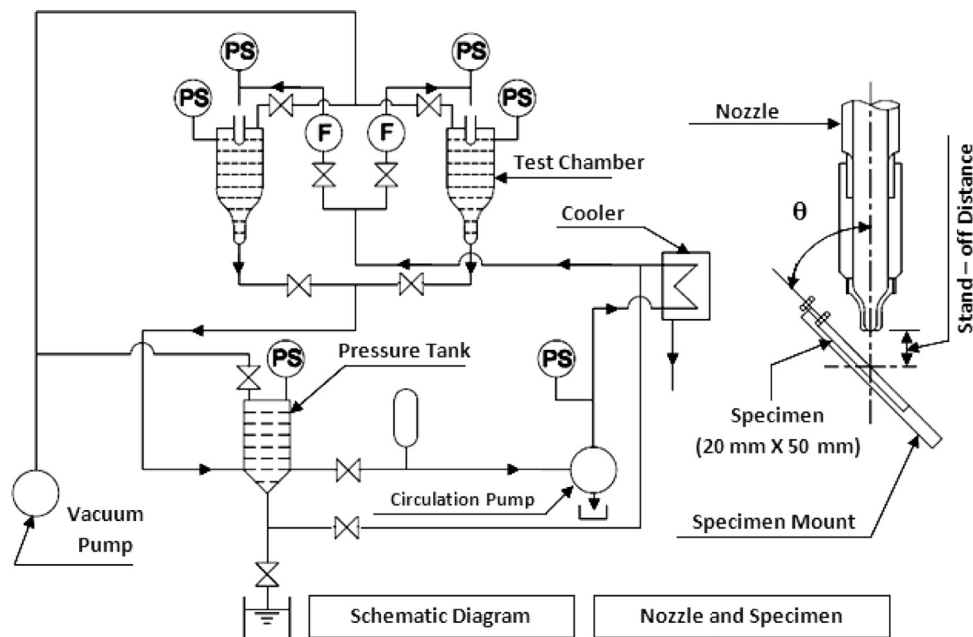 PS
PS
PS
PS
F
F
Test Chamber
Cooler
Pressure Tank
PS
PS
Circulation Pump
Vacuum
Pump
Schematic Diagram
Nozzle
θ
Stand – off Distance
Specimen
(20 mm X 50 mm)
Specimen Mount
Nozzle and Specimen